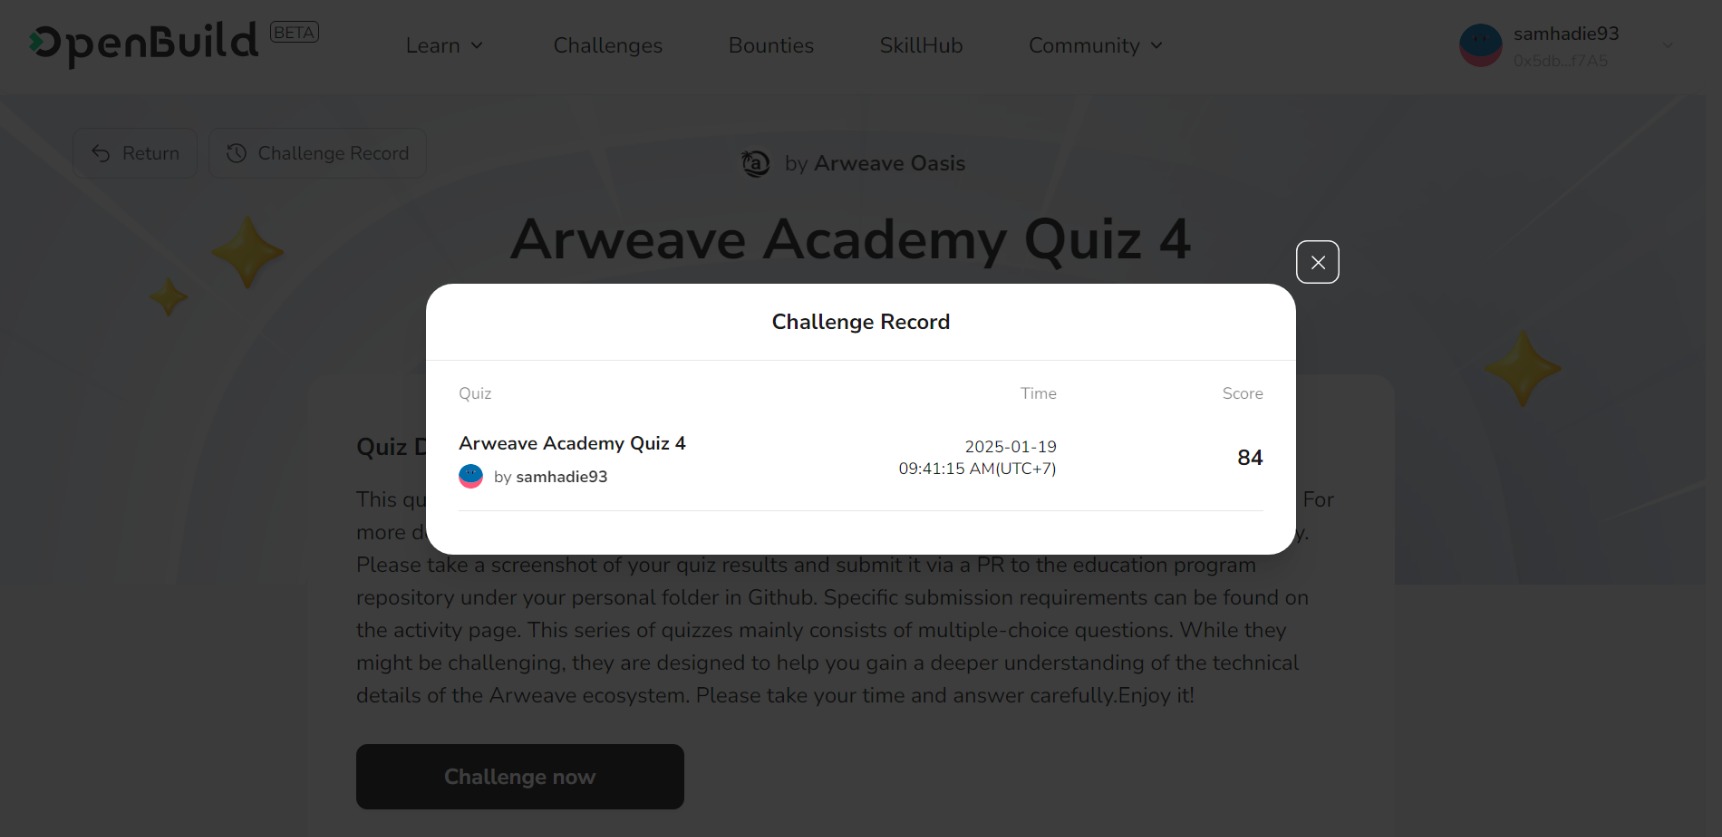 OpenBuild BETA
Learn
Challenges
Bounties
SkillHub
Community
samhadie93
0x5db...f7A5
Return
Challenge Record
by Arweave Oasis
Arweave Academy Quiz 4
Challenge Record
Quiz Time Score
Arweave Academy Quiz 4
by samhadie93
2025-01-19
09:41:15 AM(UTC+7)
84
Quiz D
This qu For
more d y.
Please take a screenshot of your quiz results and submit it via a PR to the education program
repository under your personal folder in Github. Specific submission requirements can be found on
the activity page. This series of quizzes mainly consists of multiple-choice questions. While they
might be challenging, they are designed to help you gain a deeper understanding of the technical
details of the Arweave ecosystem. Please take your time and answer carefully.Enjoy it!
Challenge now